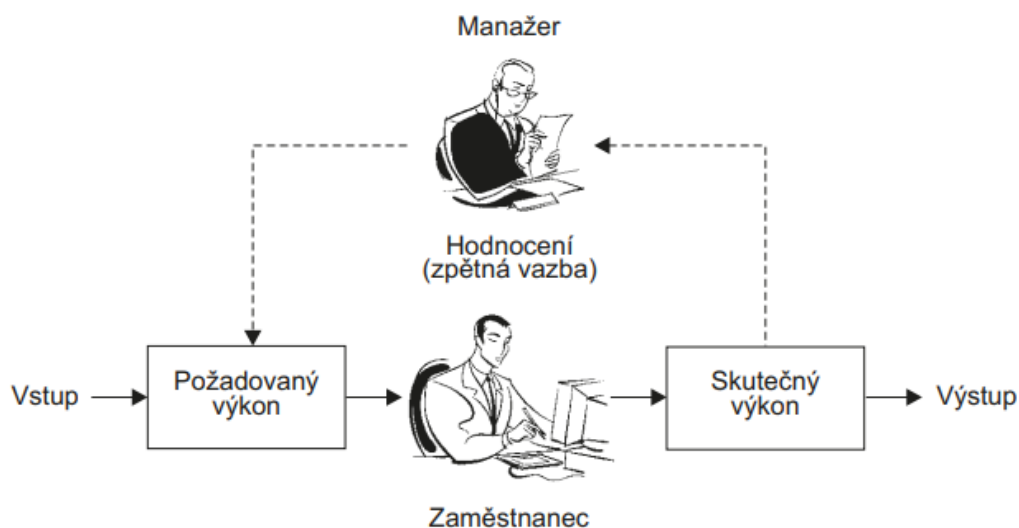 Manažer
Hodnocení
(zpětná vazba)
Vstup
Požadovaný
výkon
Skutečný
výkon
Výstup
Zaměstnanec